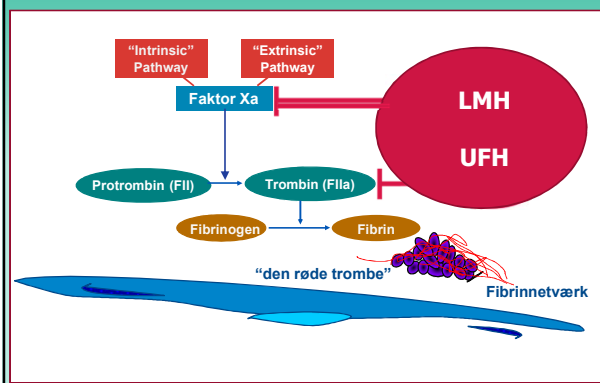 “Intrinsic”
Pathway
“Extrinsic”
Pathway
Faktor Xa
LMH
UFH
Protrombin (FII)
Trombin (FIIa)
Fibrinogen
Fibrin
“den røde trombe”
Fibrinnetværk